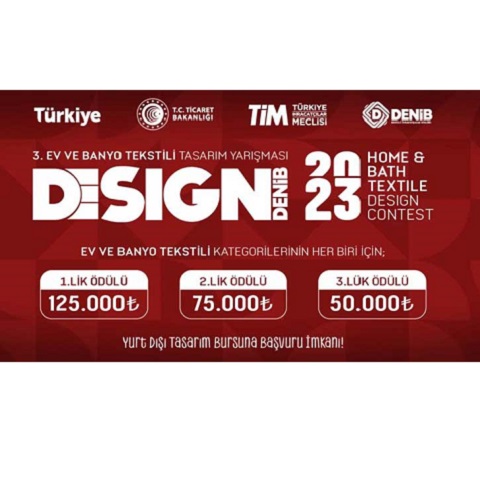 Türkiye
T.C. TİCARET
BAKANLIĞI
TİM
TÜRKİYE
İHRACATÇILAR
MECLİSİ
DENİB
3. EV VE BANYO TEKSTİLİ TASARIM YARIŞMASI
DESIGN
DENİB
2023
HOME &
BATH
TEXTILE
DESIGN
CONTEST
EV VE BANYO TEKSTİLİ KATEGORİLERİNİN HER BİRİ İÇİN;
1.LİK ÖDÜLÜ
125.000₺
2.LİK ÖDÜLÜ
75.000₺
3.LÜK ÖDÜLÜ
50.000₺
Yurt Dışı Tasarım Bursuna Başvuru İmkanı!